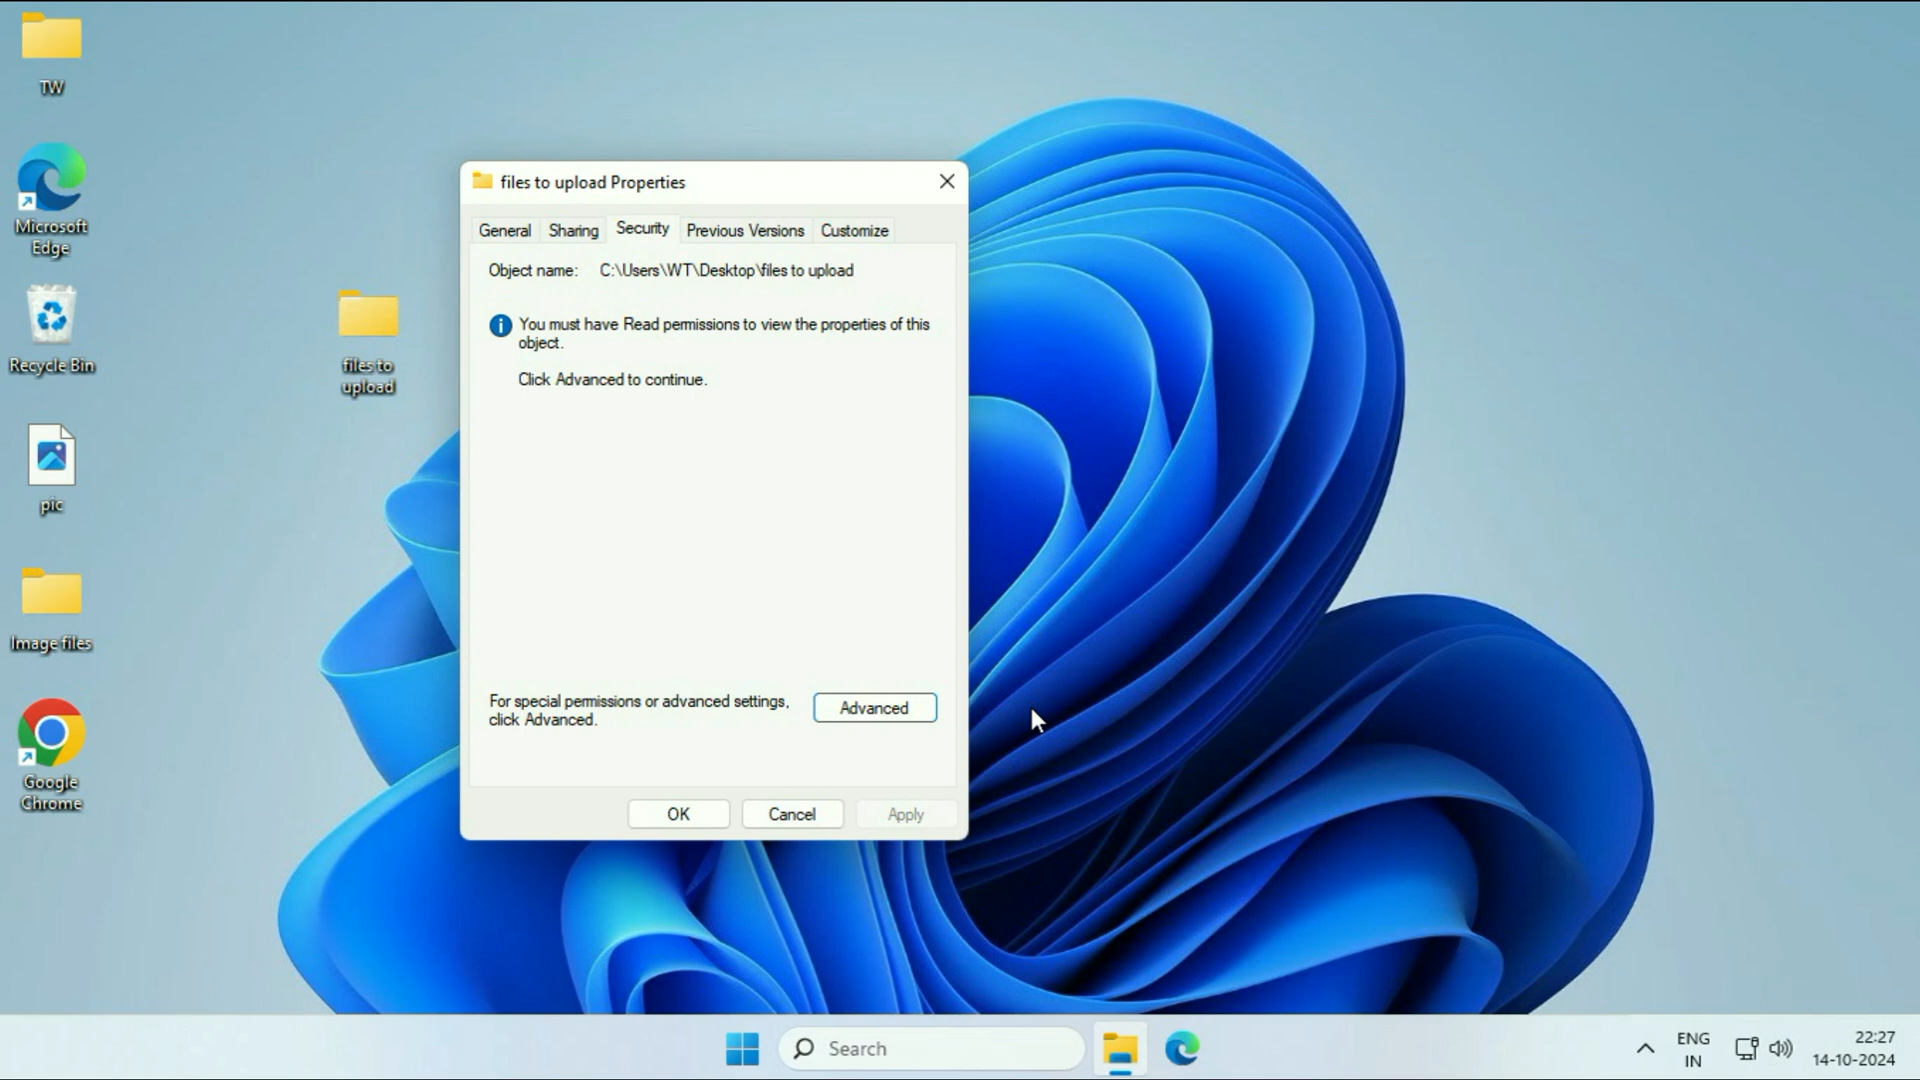 TW
Microsoft
Edge
Recycle Bin
pic
Image files
Google
Chrome
files to
upload
files to upload Properties
General
Sharing
Security
Previous Versions
Customize
Object name: C:\Users\WT\Desktop\files to upload
You must have Read permissions to view the properties of this
object.
Click Advanced to continue.
For special permissions or advanced settings,
click Advanced.
Advanced
OK
Cancel
Apply
Search
ENG
IN
22:27
14-10-2024